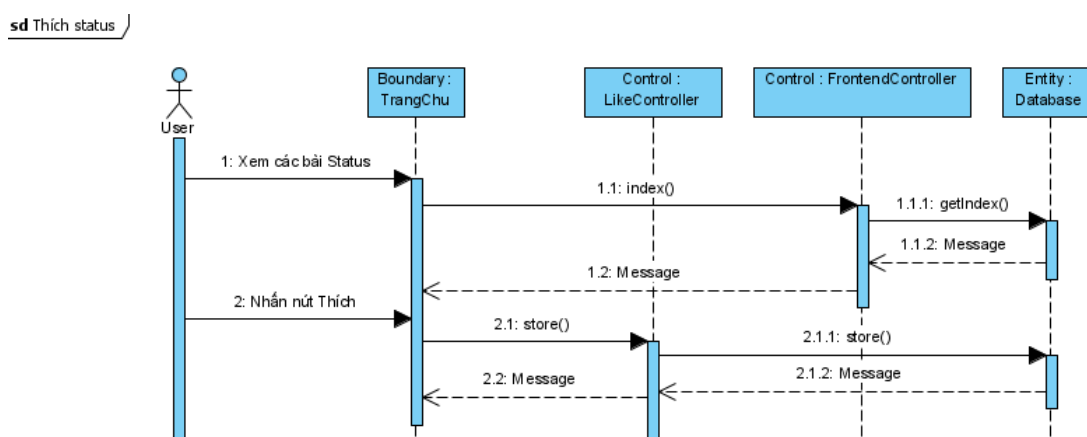 sd Thích status
User
Boundary :
TrangChu
Control :
LikeController
Control : FrontendController
Entity :
Database
1: Xem các bài Status
1.1: index()
1.1.1: getIndex()
1.1.2: Message
1.2: Message
2: Nhấn nút Thích
2.1: store()
2.1.1: store()
2.1.2: Message
2.2: Message